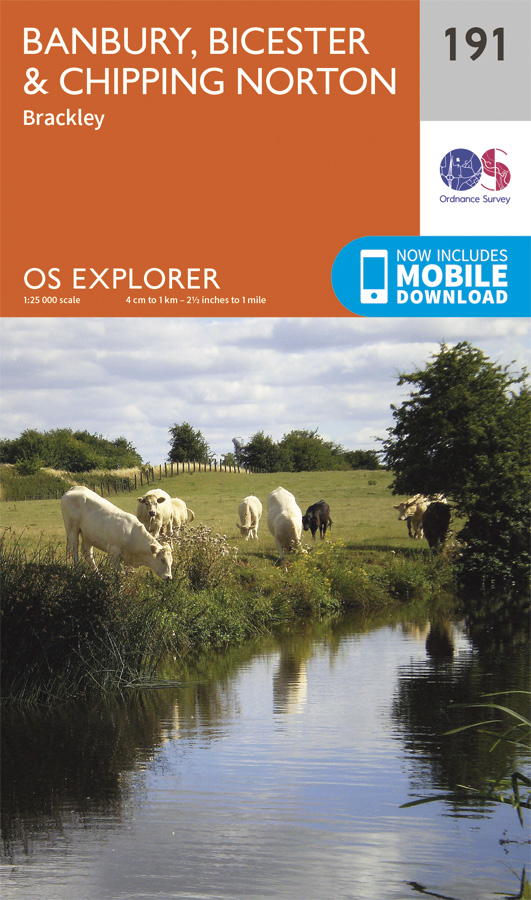 BANBURY, BICESTER
& CHIPPING NORTON
Brackley
191
OS
Ordnance Survey
NOW INCLUDES
MOBILE
DOWNLOAD
OS EXPLORER
1:25 000 scale 4 cm to 1 km – 2½ inches to 1 mile